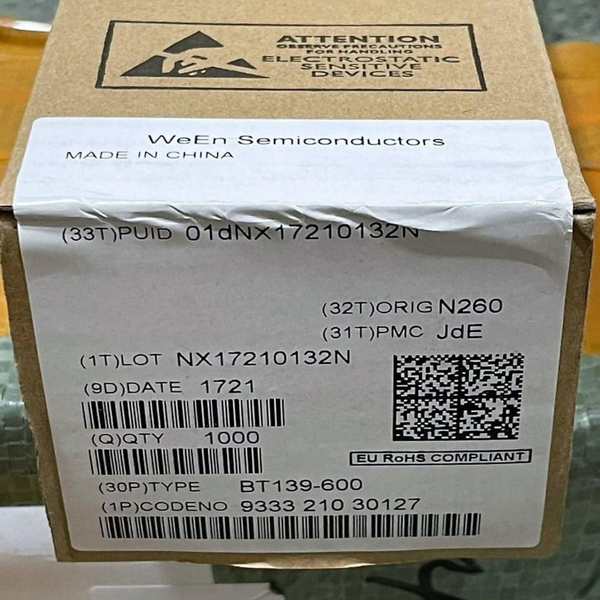 ATTENTION
OBSERVE PRECAUTIONS
FOR HANDLING
ELECTROSTATIC
SENSITIVE
DEVICES
WeEn Semiconductors
MADE IN CHINA
(33T)PUID 01dNX17210132N
(32T)ORIG N260
(31T)PMC JdE
(1T)LOT NX17210132N
(9D)DATE 1721
(Q)QTY 1000
EU RoHS COMPLIANT
(30P)TYPE BT139-600
(1P)CODENO 9333 210 30127